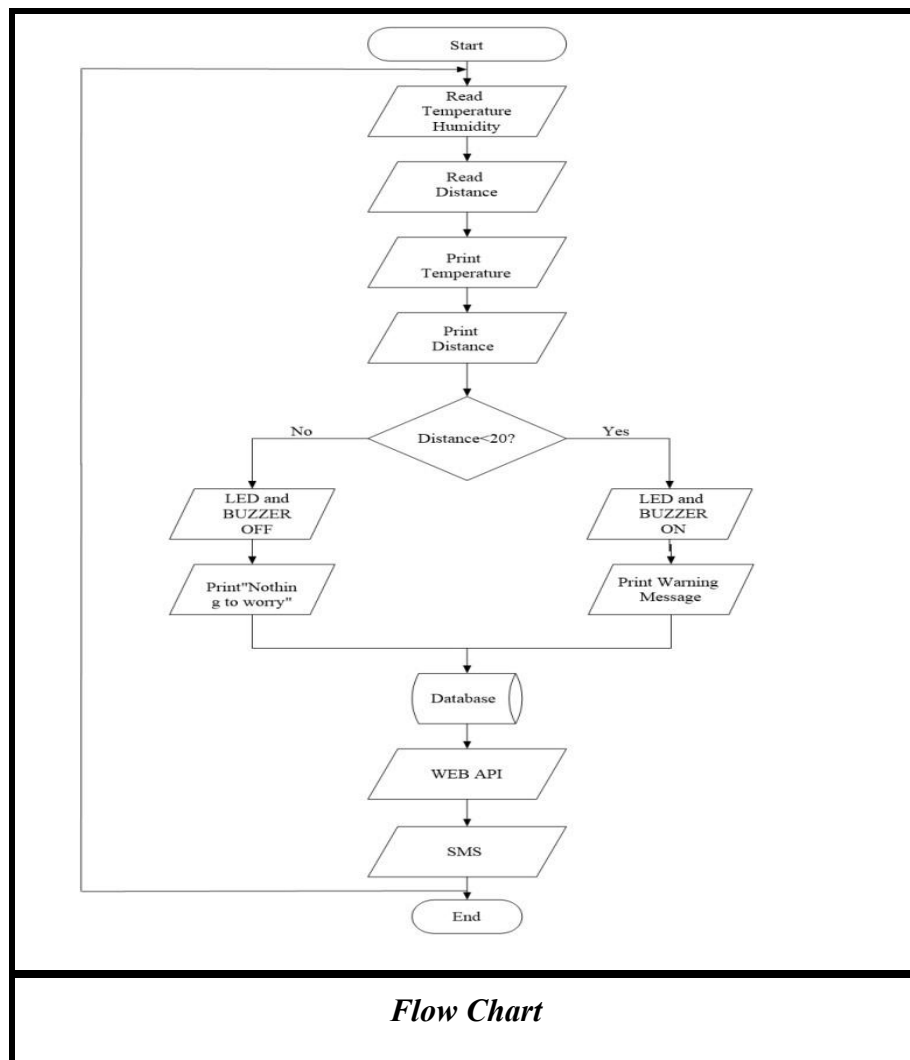 Start
Read
Temperature
Humidity
Read
Distance
Print
Temperature
Print
Distance
Distance<20?
No
Yes
LED and
BUZZER
OFF
LED and
BUZZER
ON
Print"Nothin
g to worry"
Print Warning
Message
Database
WEB API
SMS
End
Flow Chart